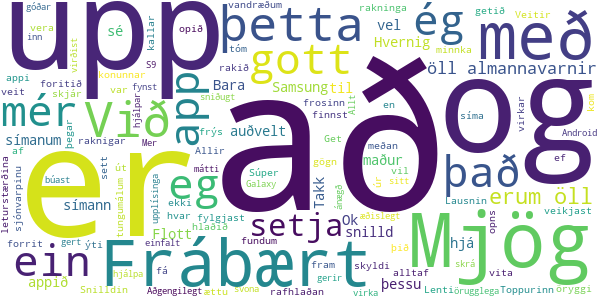 góðar upp opið vandræðum þetta ég getið Veitir
vera sé rakninga vel Hvernig minnka með
inn kallar tóm öll almannavarnir
virðist S9 rakið gott til appi
konunnar Bara Samsung
veit foritið skjár app finnst Allt síma virkar kom
mér Við var fynst sniðugt frosinn en og
hjálpar auðvelt að Get meðan Android
þegar símanum frýs maður
raknigar Mer Allir vil ef
af út mátti Súper gögn það
er eg ánægð Úr sitt
leturstærðina sett takk æðislegt
búast ekki Galaxy erum öll
sjónvarpinu tungumálum upplýsinga hvar fylgjast Lausnin veikjast
símann setja Ok Mjög opns
forrit gert ýti Flott hlaðið snilld þið
ein Frábært einfalt fundum hjá skrá
appið hjálpa fá fram skyldi þessu alltaf vita öryggi
Snilldin svona Aðgengilegt ættu gerir rafhlaðan Lenti örugglega virka Toppurinn